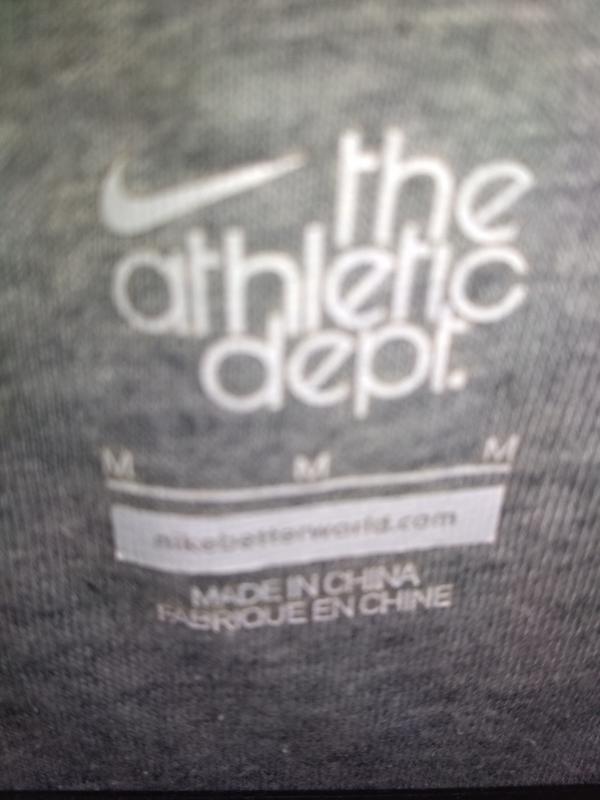 the
athletic
dept.
M M M
nikebetterworld.com
MADE IN CHINA
FABRIQUE EN CHINE